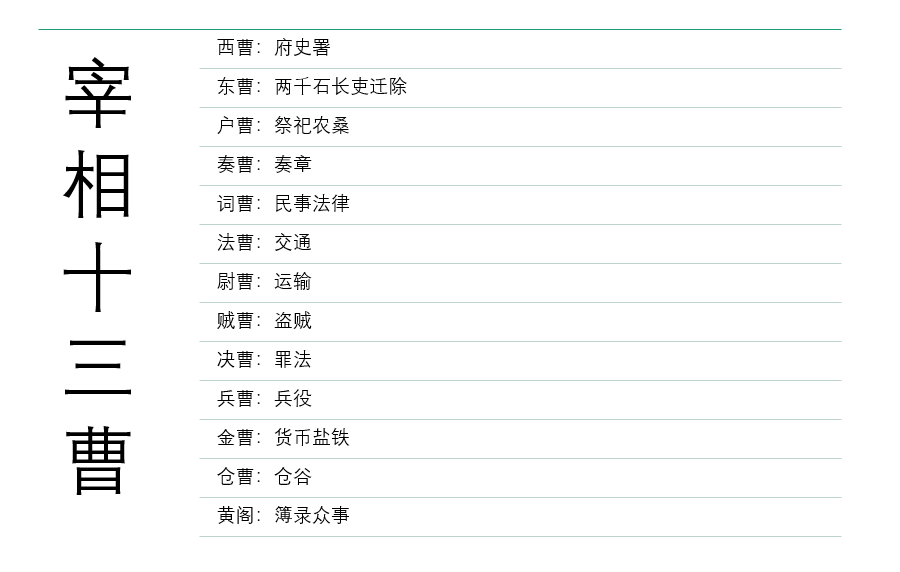 宰相十三曹
西曹：府史署
东曹：两千石长吏迁除
户曹：祭祀农桑
奏曹：奏章
词曹：民事法律
法曹：交通
尉曹：运输
贼曹：盗贼
决曹：罪法
兵曹：兵役
金曹：货币盐铁
仓曹：仓谷
黄阁：簿录众事